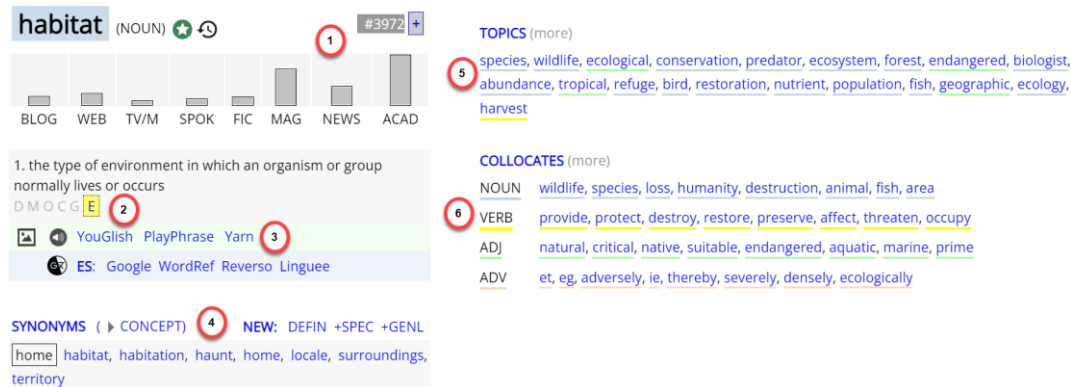 habitat (NOUN) #3972 +
1
BLOG WEB TV/M SPOK FIC MAG NEWS ACAD
1. the type of environment in which an organism or group
normally lives or occurs
D M O C G E 2
YouGlish PlayPhrase Yarn 3
ES: Google WordRef Reverso Linguee
SYNONYMS ( CONCEPT) 4 NEW: DEFIN +SPEC +GENL
home habitat, habitation, haunt, home, locale, surroundings,
territory
TOPICS (more)
5 species, wildlife, ecological, conservation, predator, ecosystem, forest, endangered, biologist,
abundance, tropical, refuge, bird, restoration, nutrient, population, fish, geographic, ecology,
harvest
COLLOCATES (more)
NOUN wildlife, species, loss, humanity, destruction, animal, fish, area
6 VERB provide, protect, destroy, restore, preserve, affect, threaten, occupy
ADJ natural, critical, native, suitable, endangered, aquatic, marine, prime
ADV et, eg, adversely, ie, thereby, severely, densely, ecologically